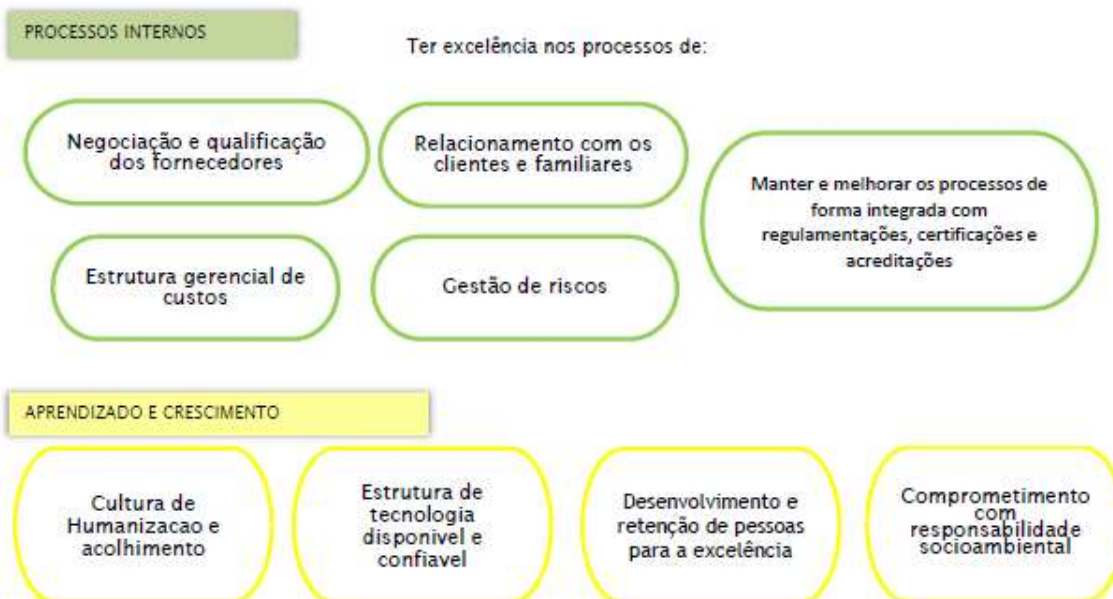 PROCESSOS INTERNOS
Ter excelência nos processos de:
Negociação e qualificação
dos fornecedores
Relacionamento com os
clientes e familiares
Manter e melhorar os processos de
forma integrada com
regulamentações, certificações e
acreditações
Estrutura gerencial de
custos
Gestão de riscos
APRENDIZADO E CRESCIMENTO
Cultura de
Humanizacao e
acolhimento
Estrutura de
tecnologia
disponivel e
confiavel
Desenvolvimento e
retenção de pessoas
para a excelência
Comprometimento
com
responsabilidade
socioambiental